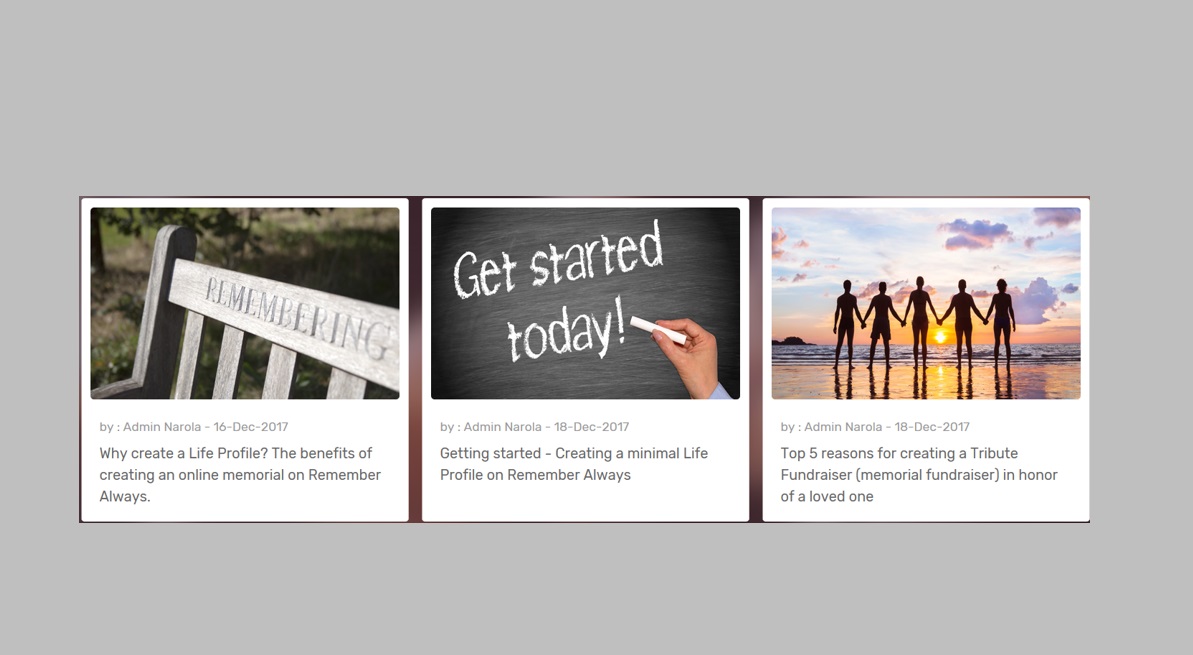 REMEMBERING
by : Admin Narola - 16-Dec-2017
Why create a Life Profile? The benefits of
creating an online memorial on Remember
Always.
Get started
today!
by : Admin Narola - 18-Dec-2017
Getting started - Creating a minimal Life
Profile on Remember Always
by : Admin Narola - 18-Dec-2017
Top 5 reasons for creating a Tribute
Fundraiser (memorial fundraiser) in honor
of a loved one